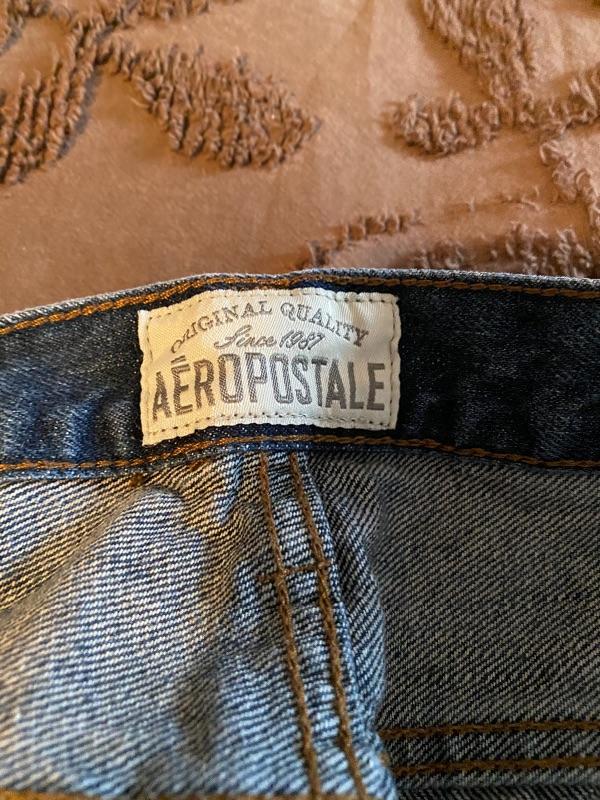 ORIGINAL QUALITY
Since 1987
AÉROPOSTALE